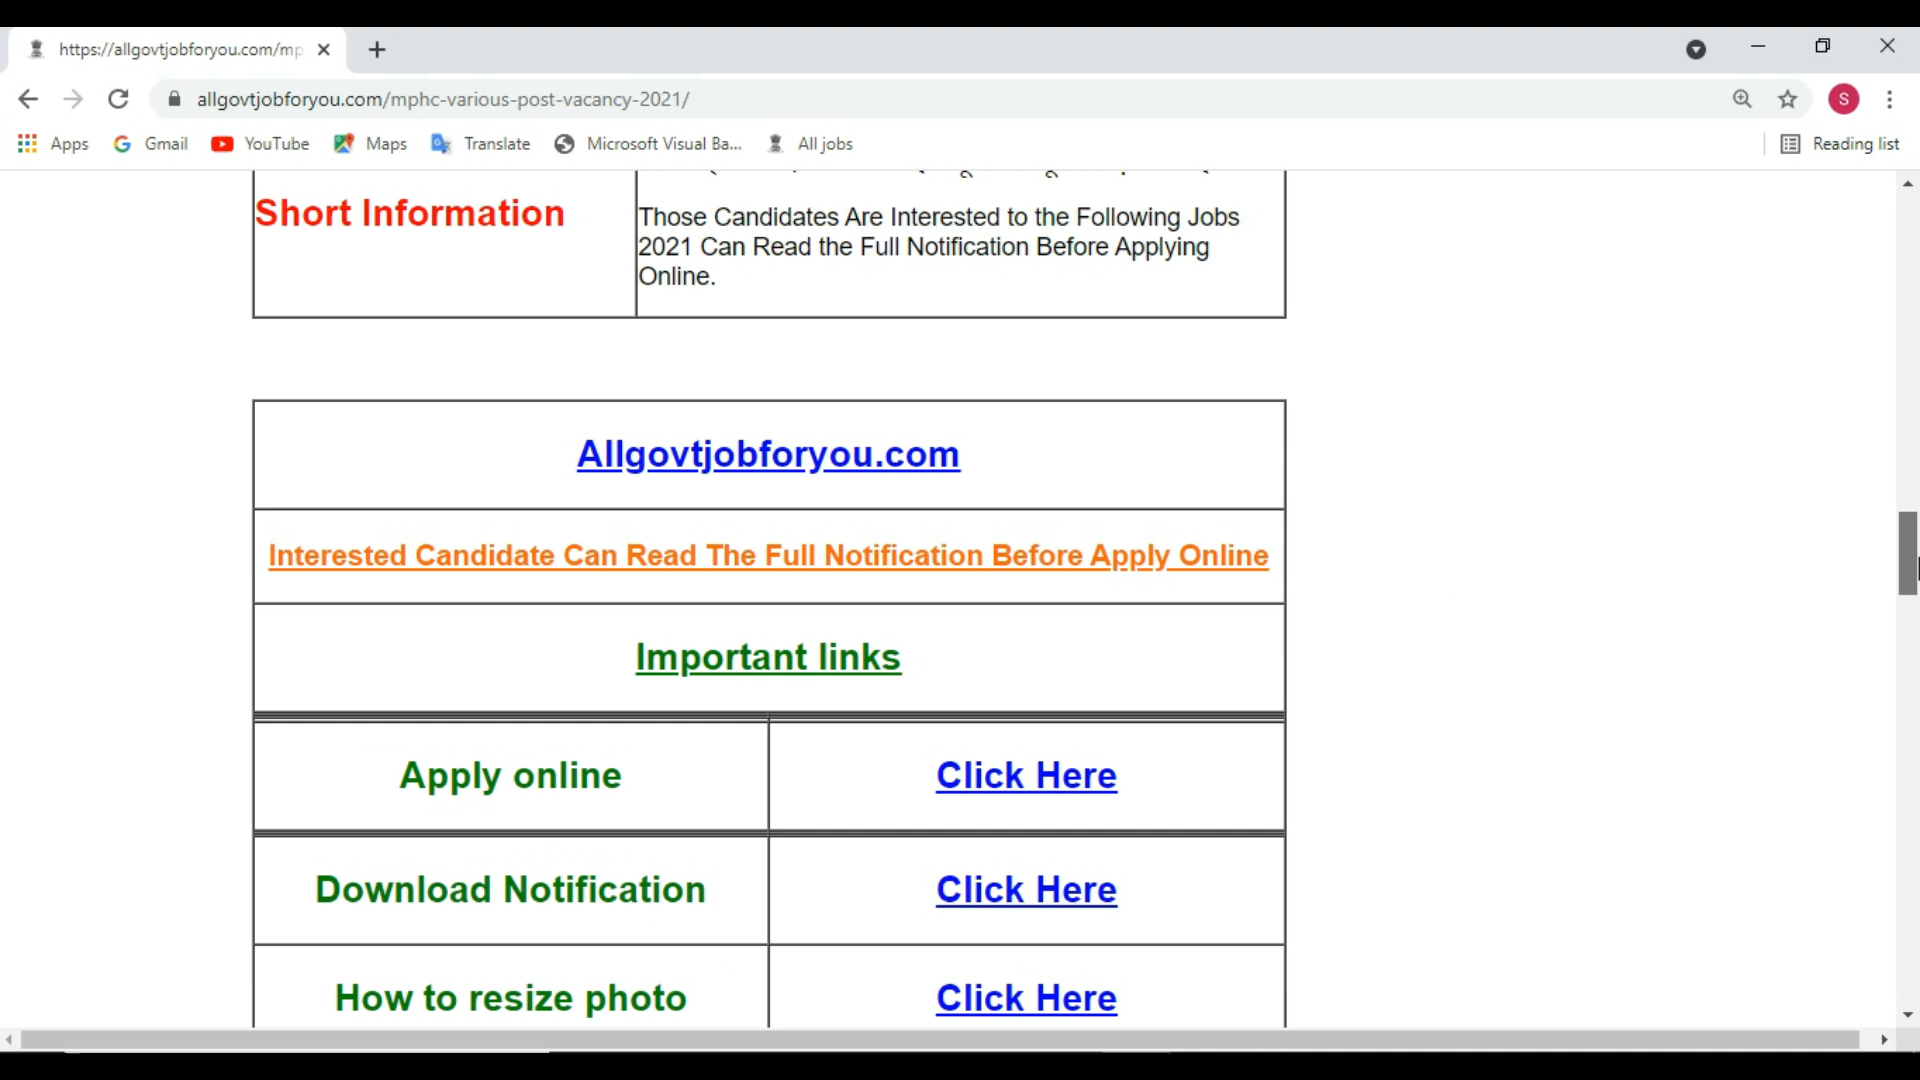 https://allgovtjobforyou.com/mp
allgovtjobforyou.com/mphc-various-post-vacancy-2021/
S
Apps
Gmail
YouTube
Maps
Translate
Microsoft Visual Ba...
All jobs
Reading list
Short Information
Those Candidates Are Interested to the Following Jobs
2021 Can Read the Full Notification Before Applying
Online.
Allgovtjobforyou.com
Interested Candidate Can Read The Full Notification Before Apply Online
Important links
Apply online
Click Here
Download Notification
Click Here
How to resize photo
Click Here